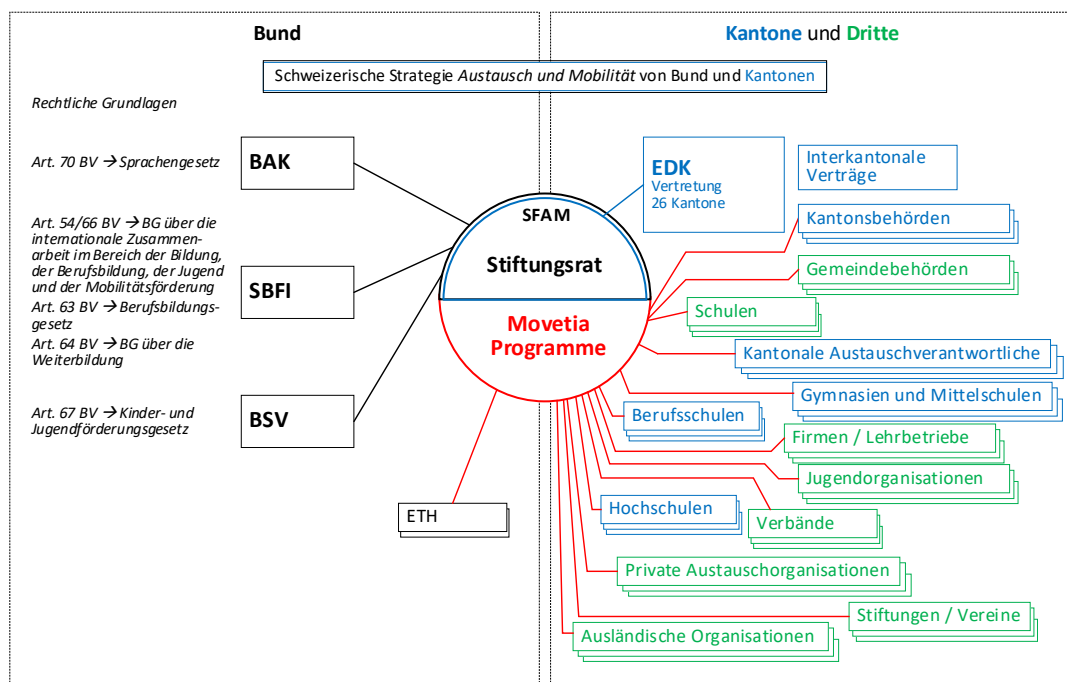 Bund
Kantone und Dritte
Schweizerische Strategie Austausch und Mobilität von Bund und Kantonen
Rechtliche Grundlagen
Art. 70 BV → Sprachengesetz
BAK
Art. 54/66 BV → BG über die
internationale Zusammen-
arbeit im Bereich der Bildung,
der Berufsbildung, der Jugend
und der Mobilitätsförderung
Art. 63 BV → Berufsbildungs-
gesetz
Art. 64 BV → BG über die
Weiterbildung
SBFI
Art. 67 BV → Kinder- und
Jugendförderungsgesetz
BSV
ETH
SFAM
Stiftungsrat
Movetia
Programme
EDK
Vertretung
26 Kantone
Interkantonale
Verträge
Kantonsbehörden
Gemeindebehörden
Schulen
Kantonale Austauschverantwortliche
Gymnasien und Mittelschulen
Berufsschulen
Firmen / Lehrbetriebe
Jugendorganisationen
Hochschulen
Verbände
Private Austauschorganisationen
Stiftungen / Vereine
Ausländische Organisationen